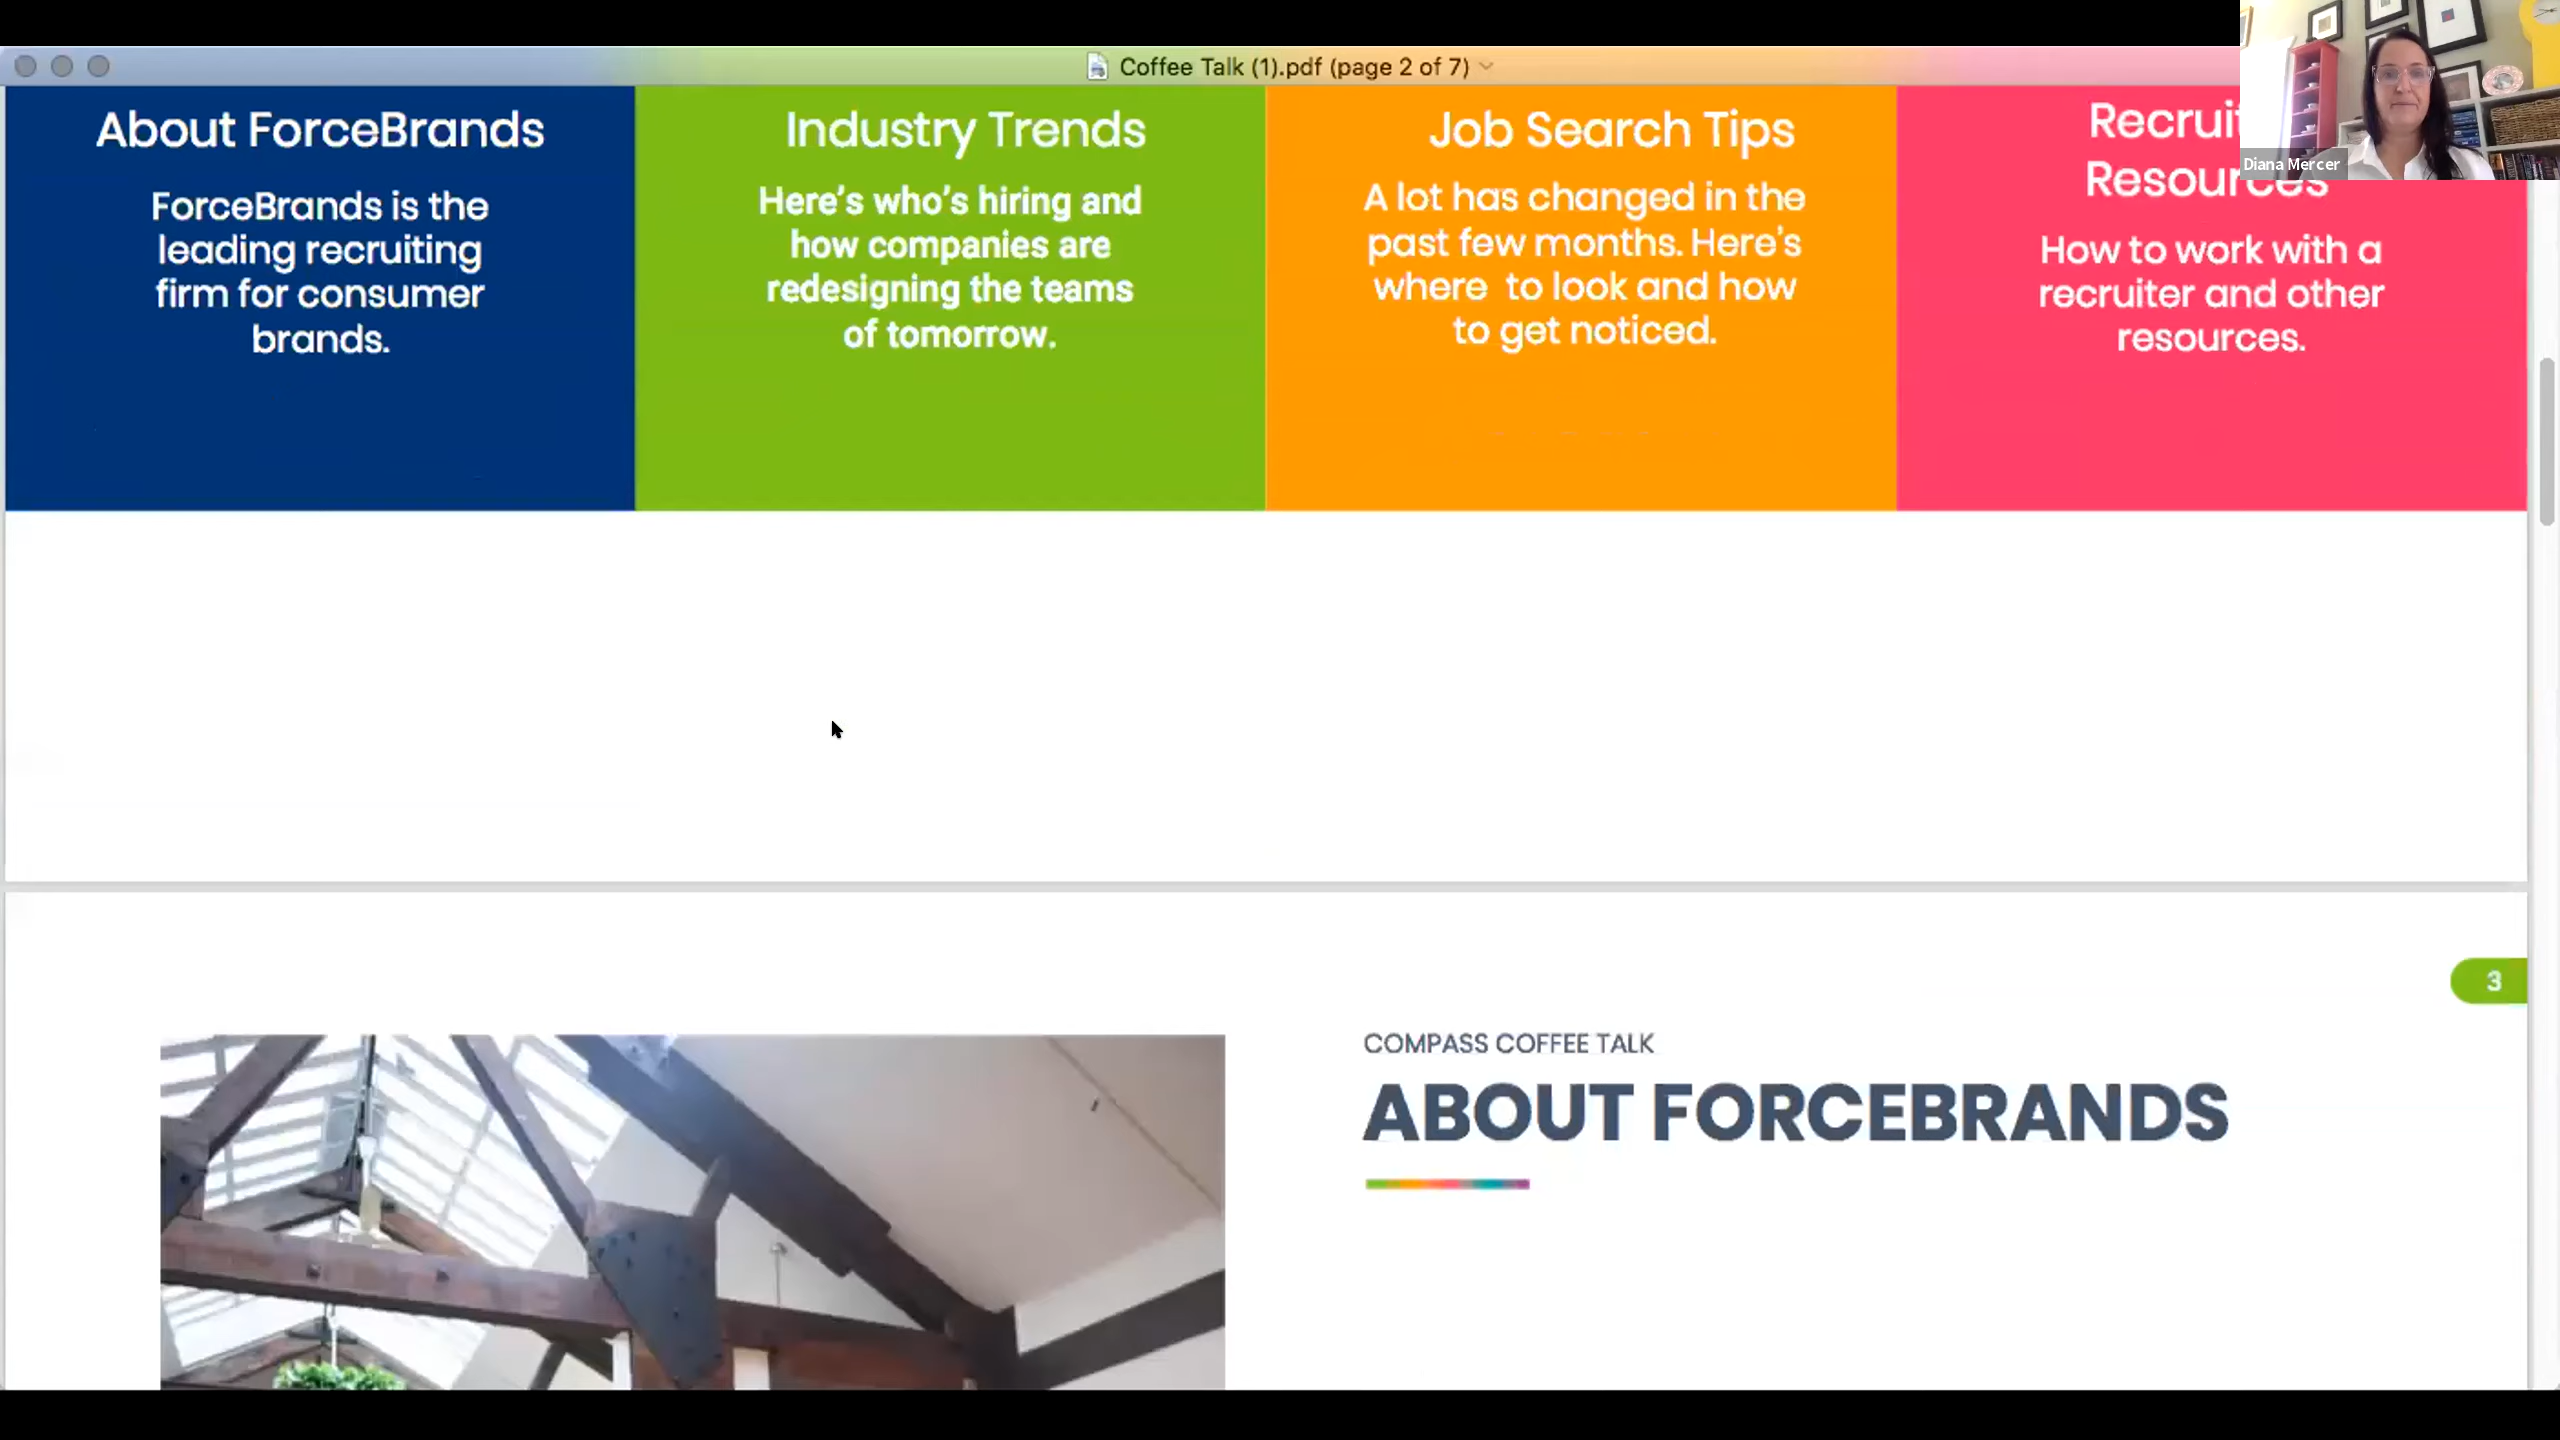 Coffee Talk (1).pdf (page 2 of 7)
Diana Mercer
About ForceBrands
ForceBrands is the
leading recruiting
firm for consumer
brands.
Industry Trends
Here's who's hiring and
how companies are
redesigning the teams
of tomorrow.
Job Search Tips
A lot has changed in the
past few months. Here's
where to look and how
to get noticed.
Resources
How to work with a
recruiter and other
resources.
3
COMPASS COFFEE TALK
ABOUT FORCEBRANDS